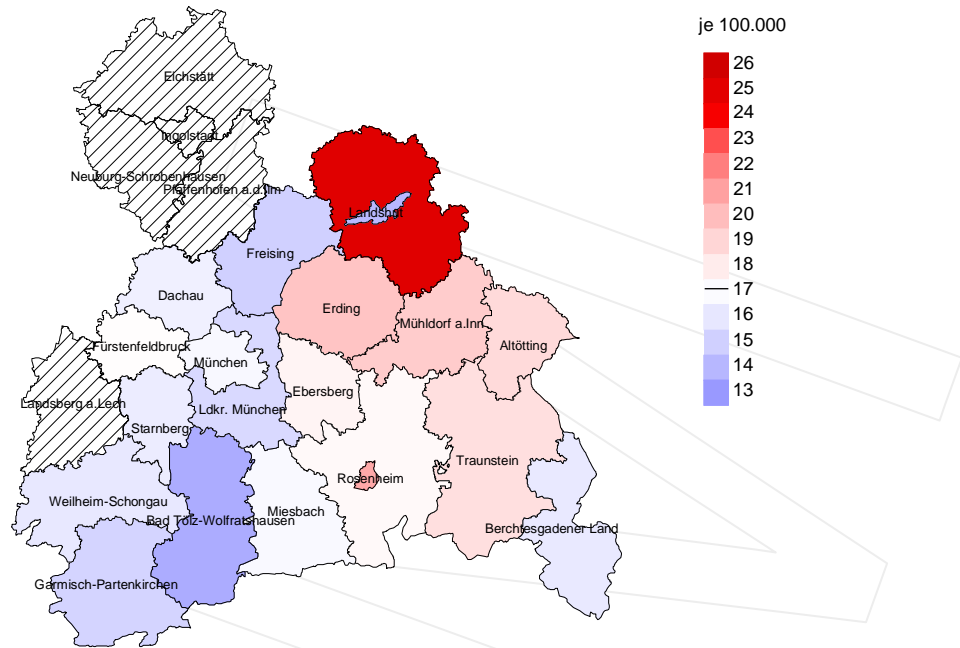 je 100.000
26
25
24
23
22
21
20
19
18
17
16
15
14
13
Eichstätt
Ingolstadt
Neuburg-Schrobenhausen
Pfaffenhofen a.d.Ilm
Landshut
Freising
Dachau
Erding
Mühldorf a.Inn
Altötting
Fürstenfeldbruck
München
Ebersberg
Landsberg a.Lech
Ldkr. München
Starnberg
Traunstein
Rosenheim
Weilheim-Schongau
Miesbach
Bad Tölz-Wolfratshausen
Berchtesgadener Land
Garmisch-Partenkirchen